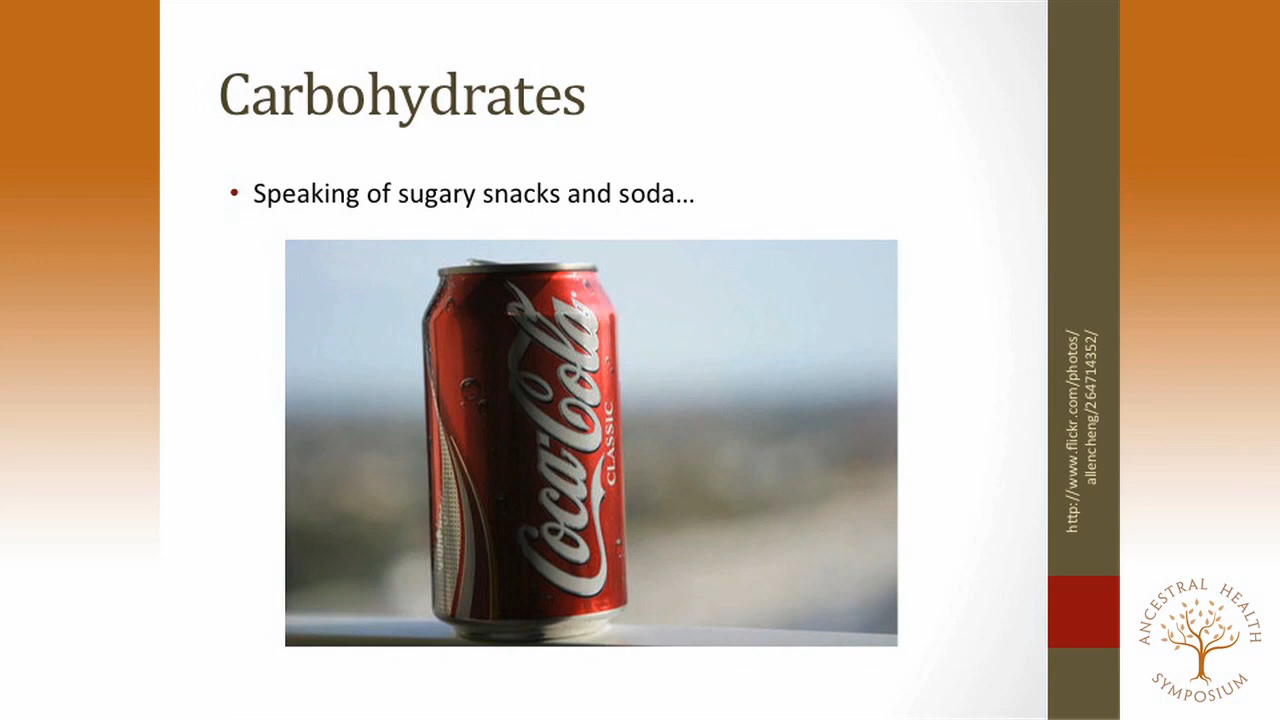 Carbohydrates
• Speaking of sugary snacks and soda…
Coca-Cola
CLASSIC
http://www.flickr.com/photos/
allencheng/264714352/
ANCESTRAL HEALTH
SYMPOSIUM